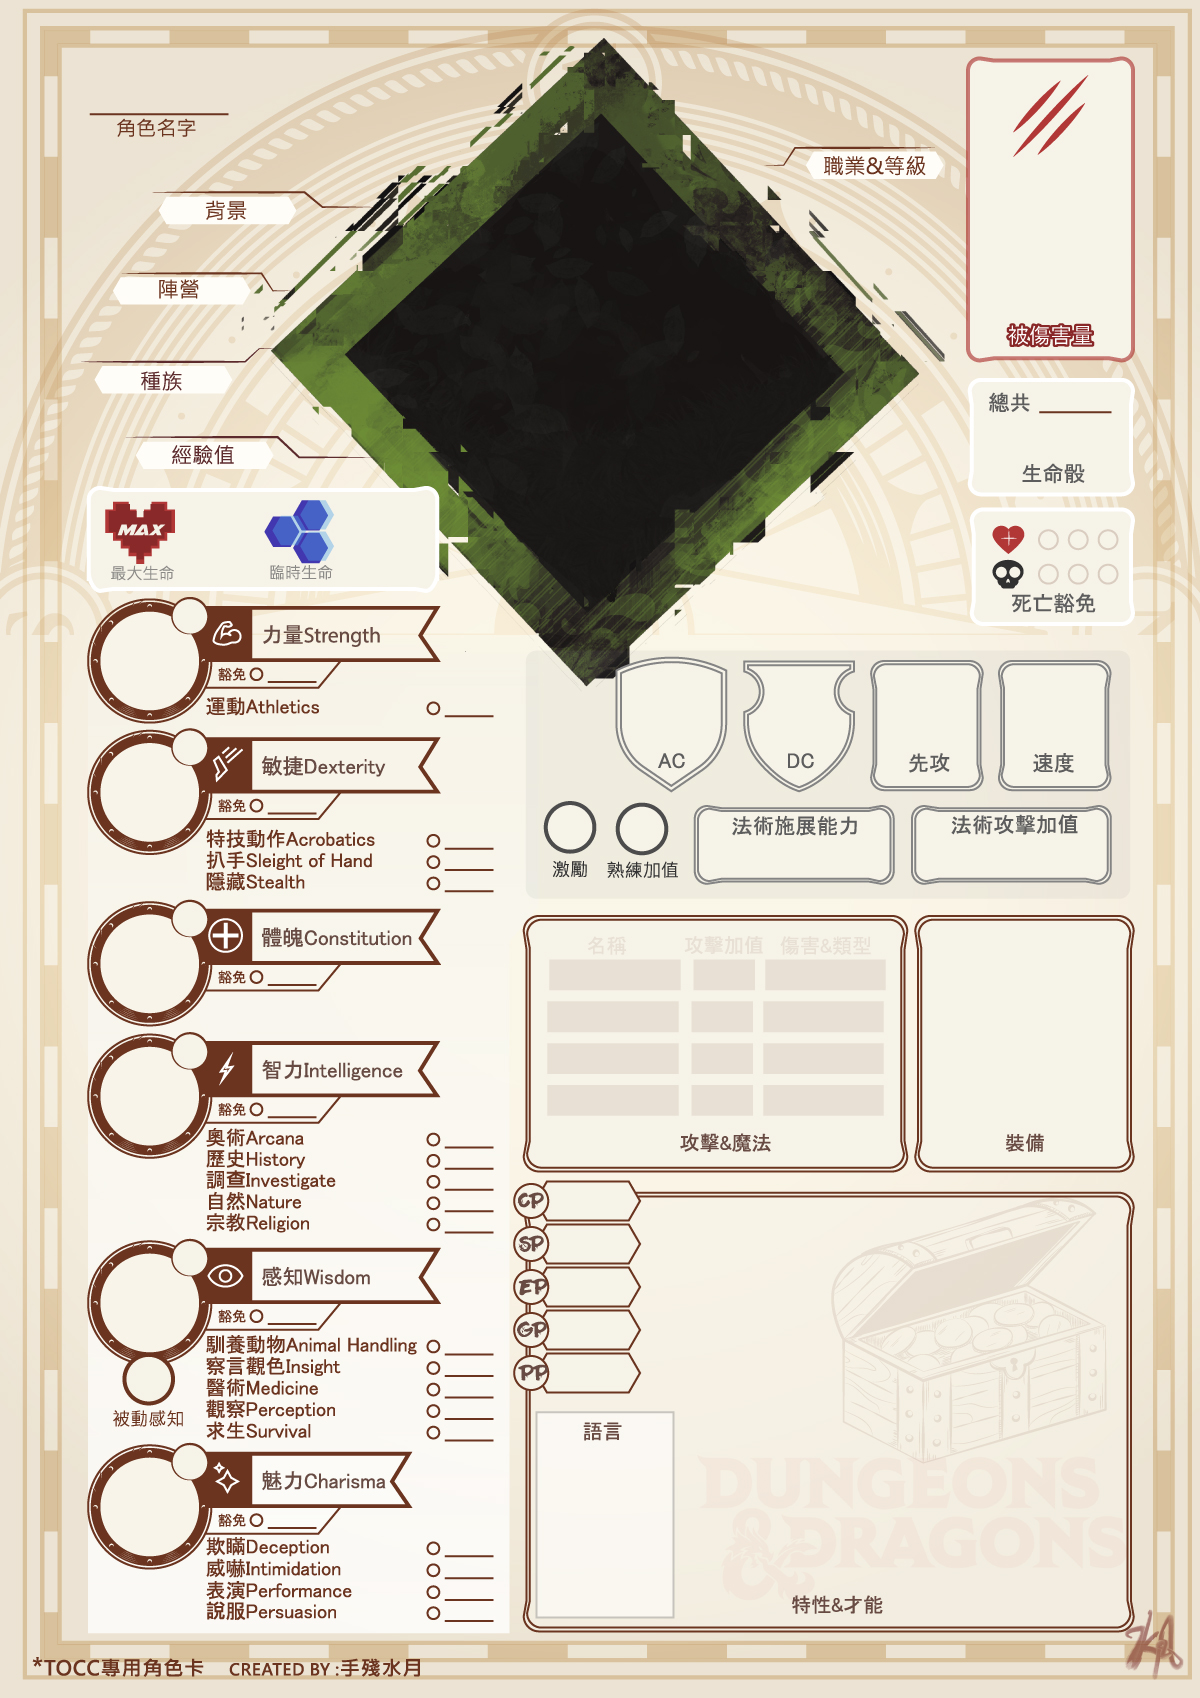 角色名字
職業&等級
背景
陣營
種族
經驗值
被傷害量
總共
生命骰
死亡豁免
MAX
最大生命
臨時生命
力量Strength
豁免
運動Athletics
敏捷Dexterity
豁免
特技動作Acrobatics
扒手Sleight of Hand
隱藏Stealth
體魄Constitution
豁免
智力Intelligence
豁免
奧術Arcana
歷史History
調查Investigate
自然Nature
宗教Religion
感知Wisdom
豁免
馴養動物Animal Handling
察言觀色Insight
醫術Medicine
觀察Perception
求生Survival
被動感知
魅力Charisma
豁免
欺瞞Deception
威嚇Intimidation
表演Performance
說服Persuasion
AC
DC
先攻
速度
激勵
熟練加值
法術施展能力
法術攻擊加值
名稱 攻擊加值 傷害&類型
攻擊&魔法
裝備
CP
SP
EP
GP
PP
語言
DUNGEONS
&DRAGONS
特性&才能
*TOCC專用角色卡 CREATED BY :手殘水月